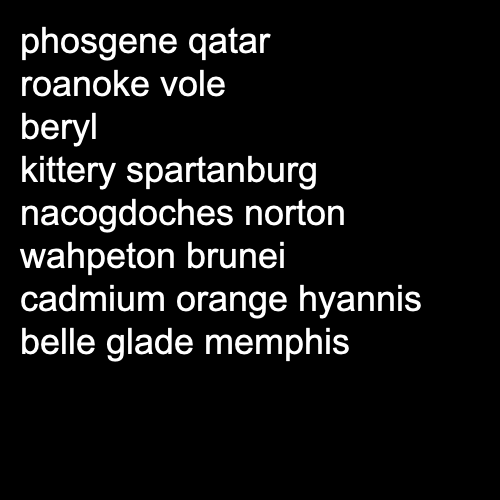 phosgene qatar
roanoke vole
beryl
kittery spartanburg
nacogdoches norton
wahpeton brunei
cadmium orange hyannis
belle glade memphis